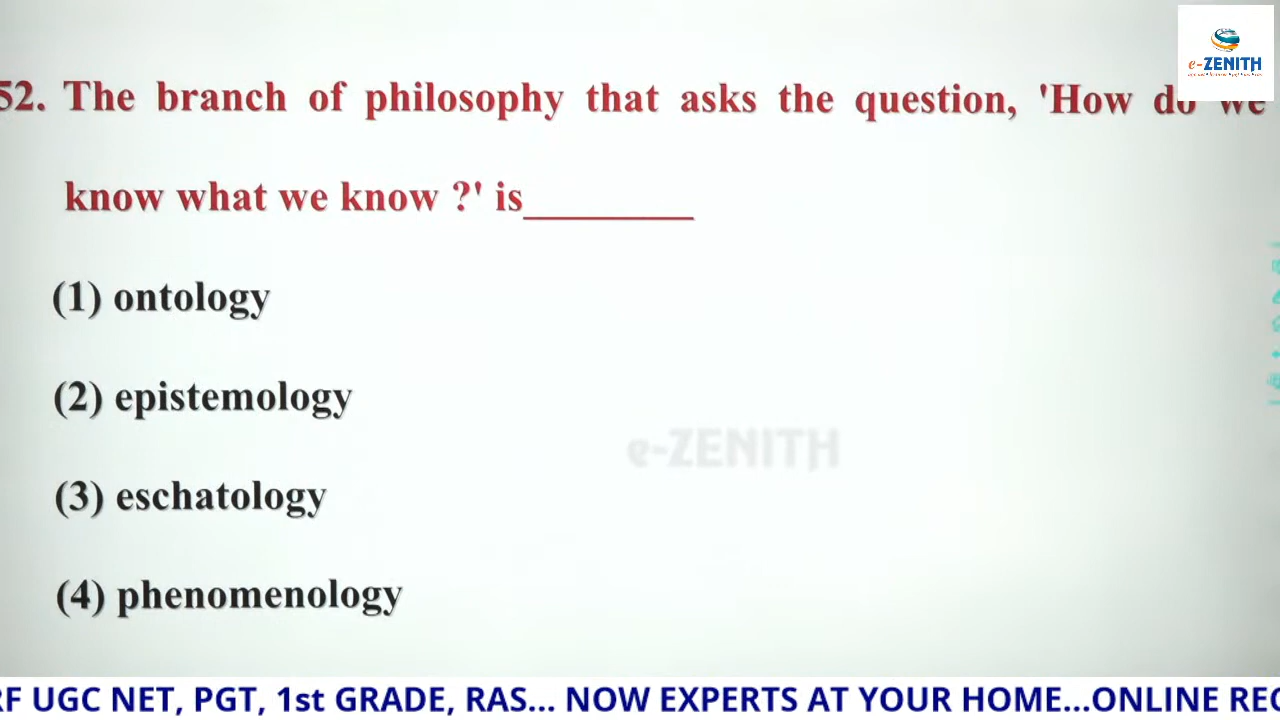 e-ZENITH
52. The branch of philosophy that asks the question, 'How do we
know what we know ?' is________
(1) ontology
(2) epistemology
e-ZENITH
(3) eschatology
(4) phenomenology
RF UGC NET, PGT, 1st GRADE, RAS... NOW EXPERTS AT YOUR HOME...ONLINE REC